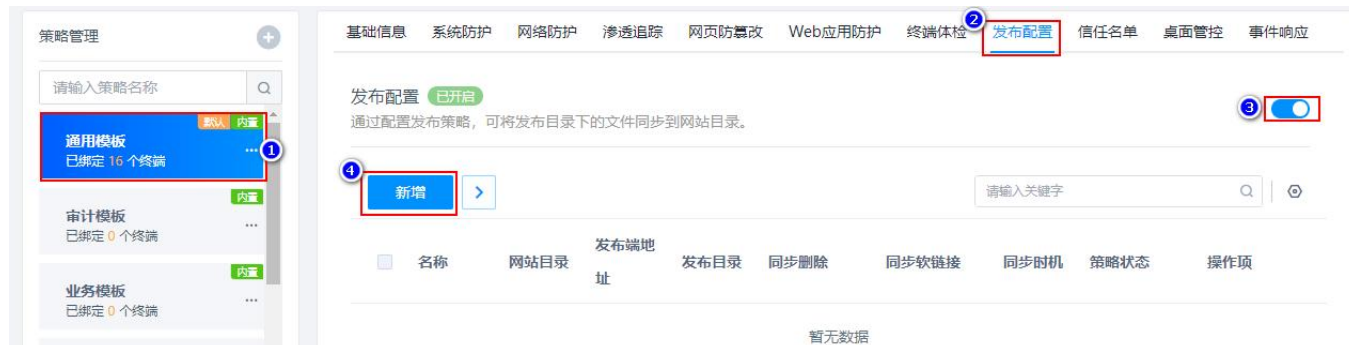 策略管理
请输入策略名称
默认 内置
通用模板
已绑定 16 个终端
1
内置
审计模板
已绑定 0 个终端
内置
业务模板
已绑定 0 个终端
基础信息 系统防护 网络防护 渗透追踪 网页防篡改 Web应用防护 终端体检 2 发布配置 信任名单 桌面管控 事件响应
发布配置 已开启
3
通过配置发布策略，可将发布目录下的文件同步到网站目录。
4
新增
请输入关键字
名称 网站目录 发布端地址 发布目录 同步删除 同步软链接 同步时机 策略状态 操作项
暂无数据